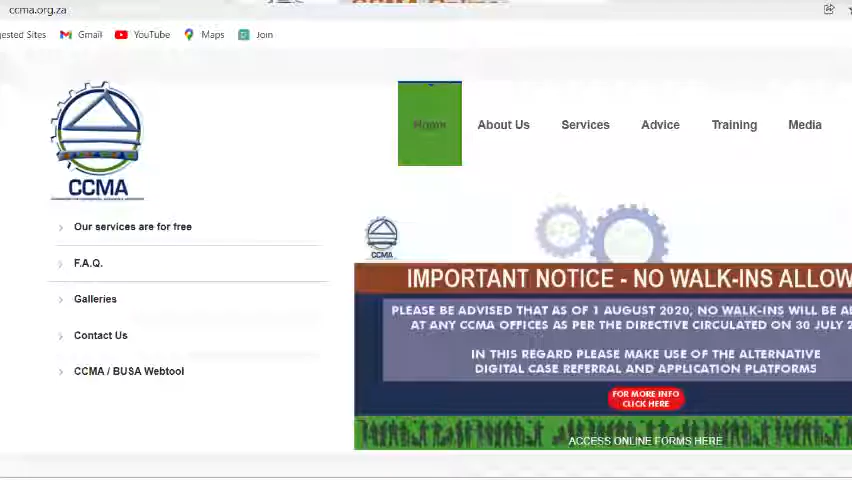 ccma.org.za
ested Sites Gmail YouTube Maps Join
Home About Us Services Advice Training Media
CCMA
Our services are for free
F.A.Q.
Galleries
Contact Us
CCMA / BUSA Webtool
CCMA
IMPORTANT NOTICE - NO WALK-INS ALLOW
PLEASE BE ADVISED THAT AS OF 1 AUGUST 2020, NO WALK-INS WILL BE AL
AT ANY CCMA OFFICES AS PER THE DIRECTIVE CIRCULATED ON 30 JULY 2
IN THIS REGARD PLEASE MAKE USE OF THE ALTERNATIVE
DIGITAL CASE REFERRAL AND APPLICATION PLATFORMS
FOR MORE INFO
CLICK HERE
ACCESS ONLINE FORMS HERE